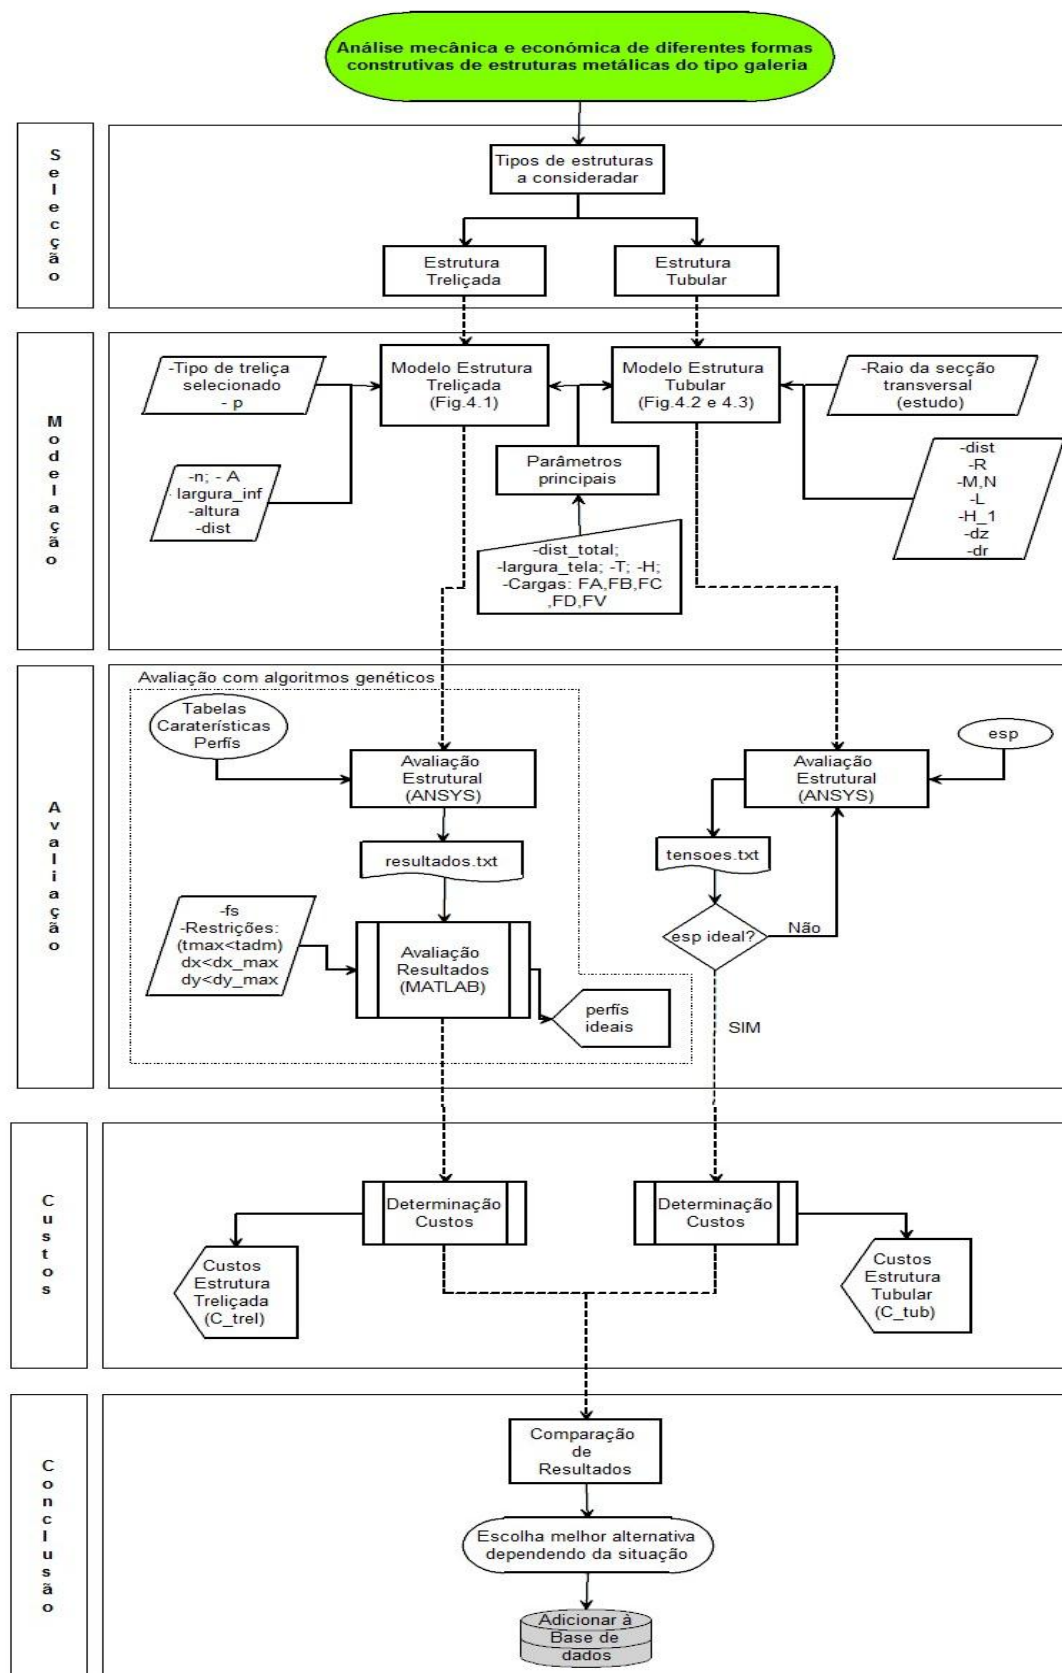 Análise mecânica e económica de diferentes formas
construtivas de estruturas metálicas do tipo galeria
Selecção
Tipos de estruturas
a consideradar
Estrutura
Treliçada
Estrutura
Tubular
Modelação
-Tipo de treliça
selecionado
- p
Modelo Estrutura
Treliçada
(Fig.4.1)
Modelo Estrutura
Tubular
(Fig.4.2 e 4.3)
-Raio da secção
transversal
(estudo)
-n; - A
largura_inf
-altura
-dist
Parâmetros
principais
-dist_total;
-largura_tela; -T; -H;
-Cargas: FA,FB,FC
,FD,FV
-dist
-R
-M,N
-L
-H_1
-dz
-dr
Avaliação
Avaliação com algoritmos genéticos
Tabelas
Caraterísticas
Perfís
Avaliação
Estrutural
(ANSYS)
Avaliação
Estrutural
(ANSYS)
esp
resultados.txt
tensoes.txt
-fs
-Restrições:
(tmax<tadm)
dx<dx_max
dy<dy_max
Avaliação
Resultados
(MATLAB)
perfís
ideais
esp ideal?
Não
SIM
Custos
Determinação
Custos
Determinação
Custos
Custos
Estrutura
Treliçada
(C_trel)
Custos
Estrutura
Tubular
(C_tub)
Conclusão
Comparação
de
Resultados
Escolha melhor alternativa
dependendo da situação
Adicionar à
Base de
dados